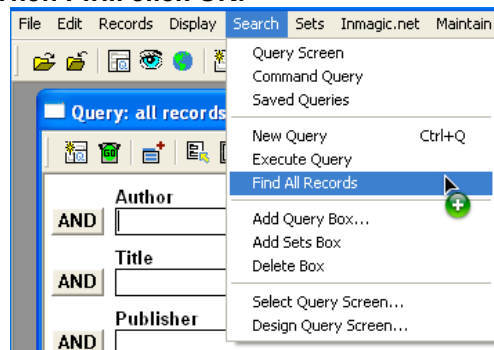 File Edit Records Display Search Sets Inmagic.net Maintain
Query Screen
Command Query
Saved Queries
New Query Ctrl+Q
Execute Query
Find All Records
Add Query Box...
Add Sets Box
Delete Box
Select Query Screen...
Design Query Screen...
Query: all records
GO
Author
AND
Title
AND
Publisher
AND